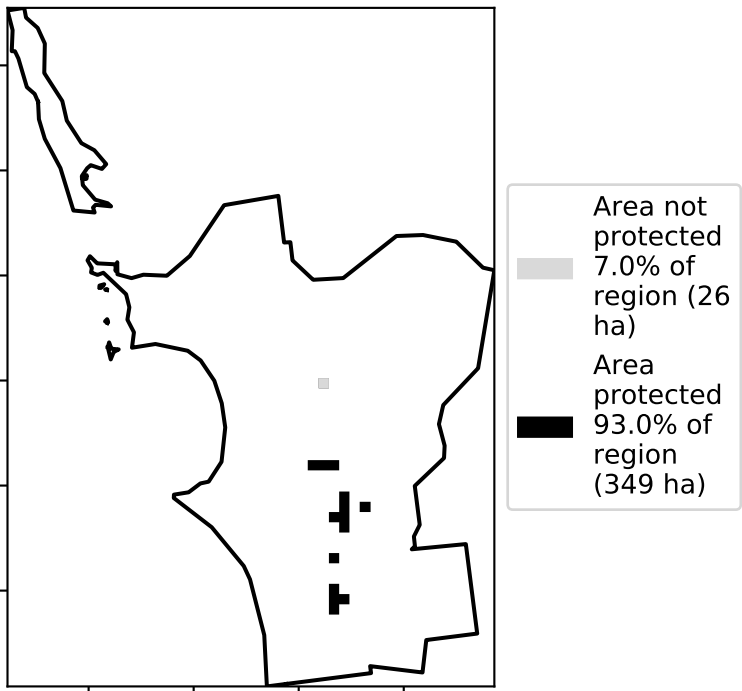 Area not
protected
7.0% of
region (26
ha)
Area
protected
93.0% of
region
(349 ha)